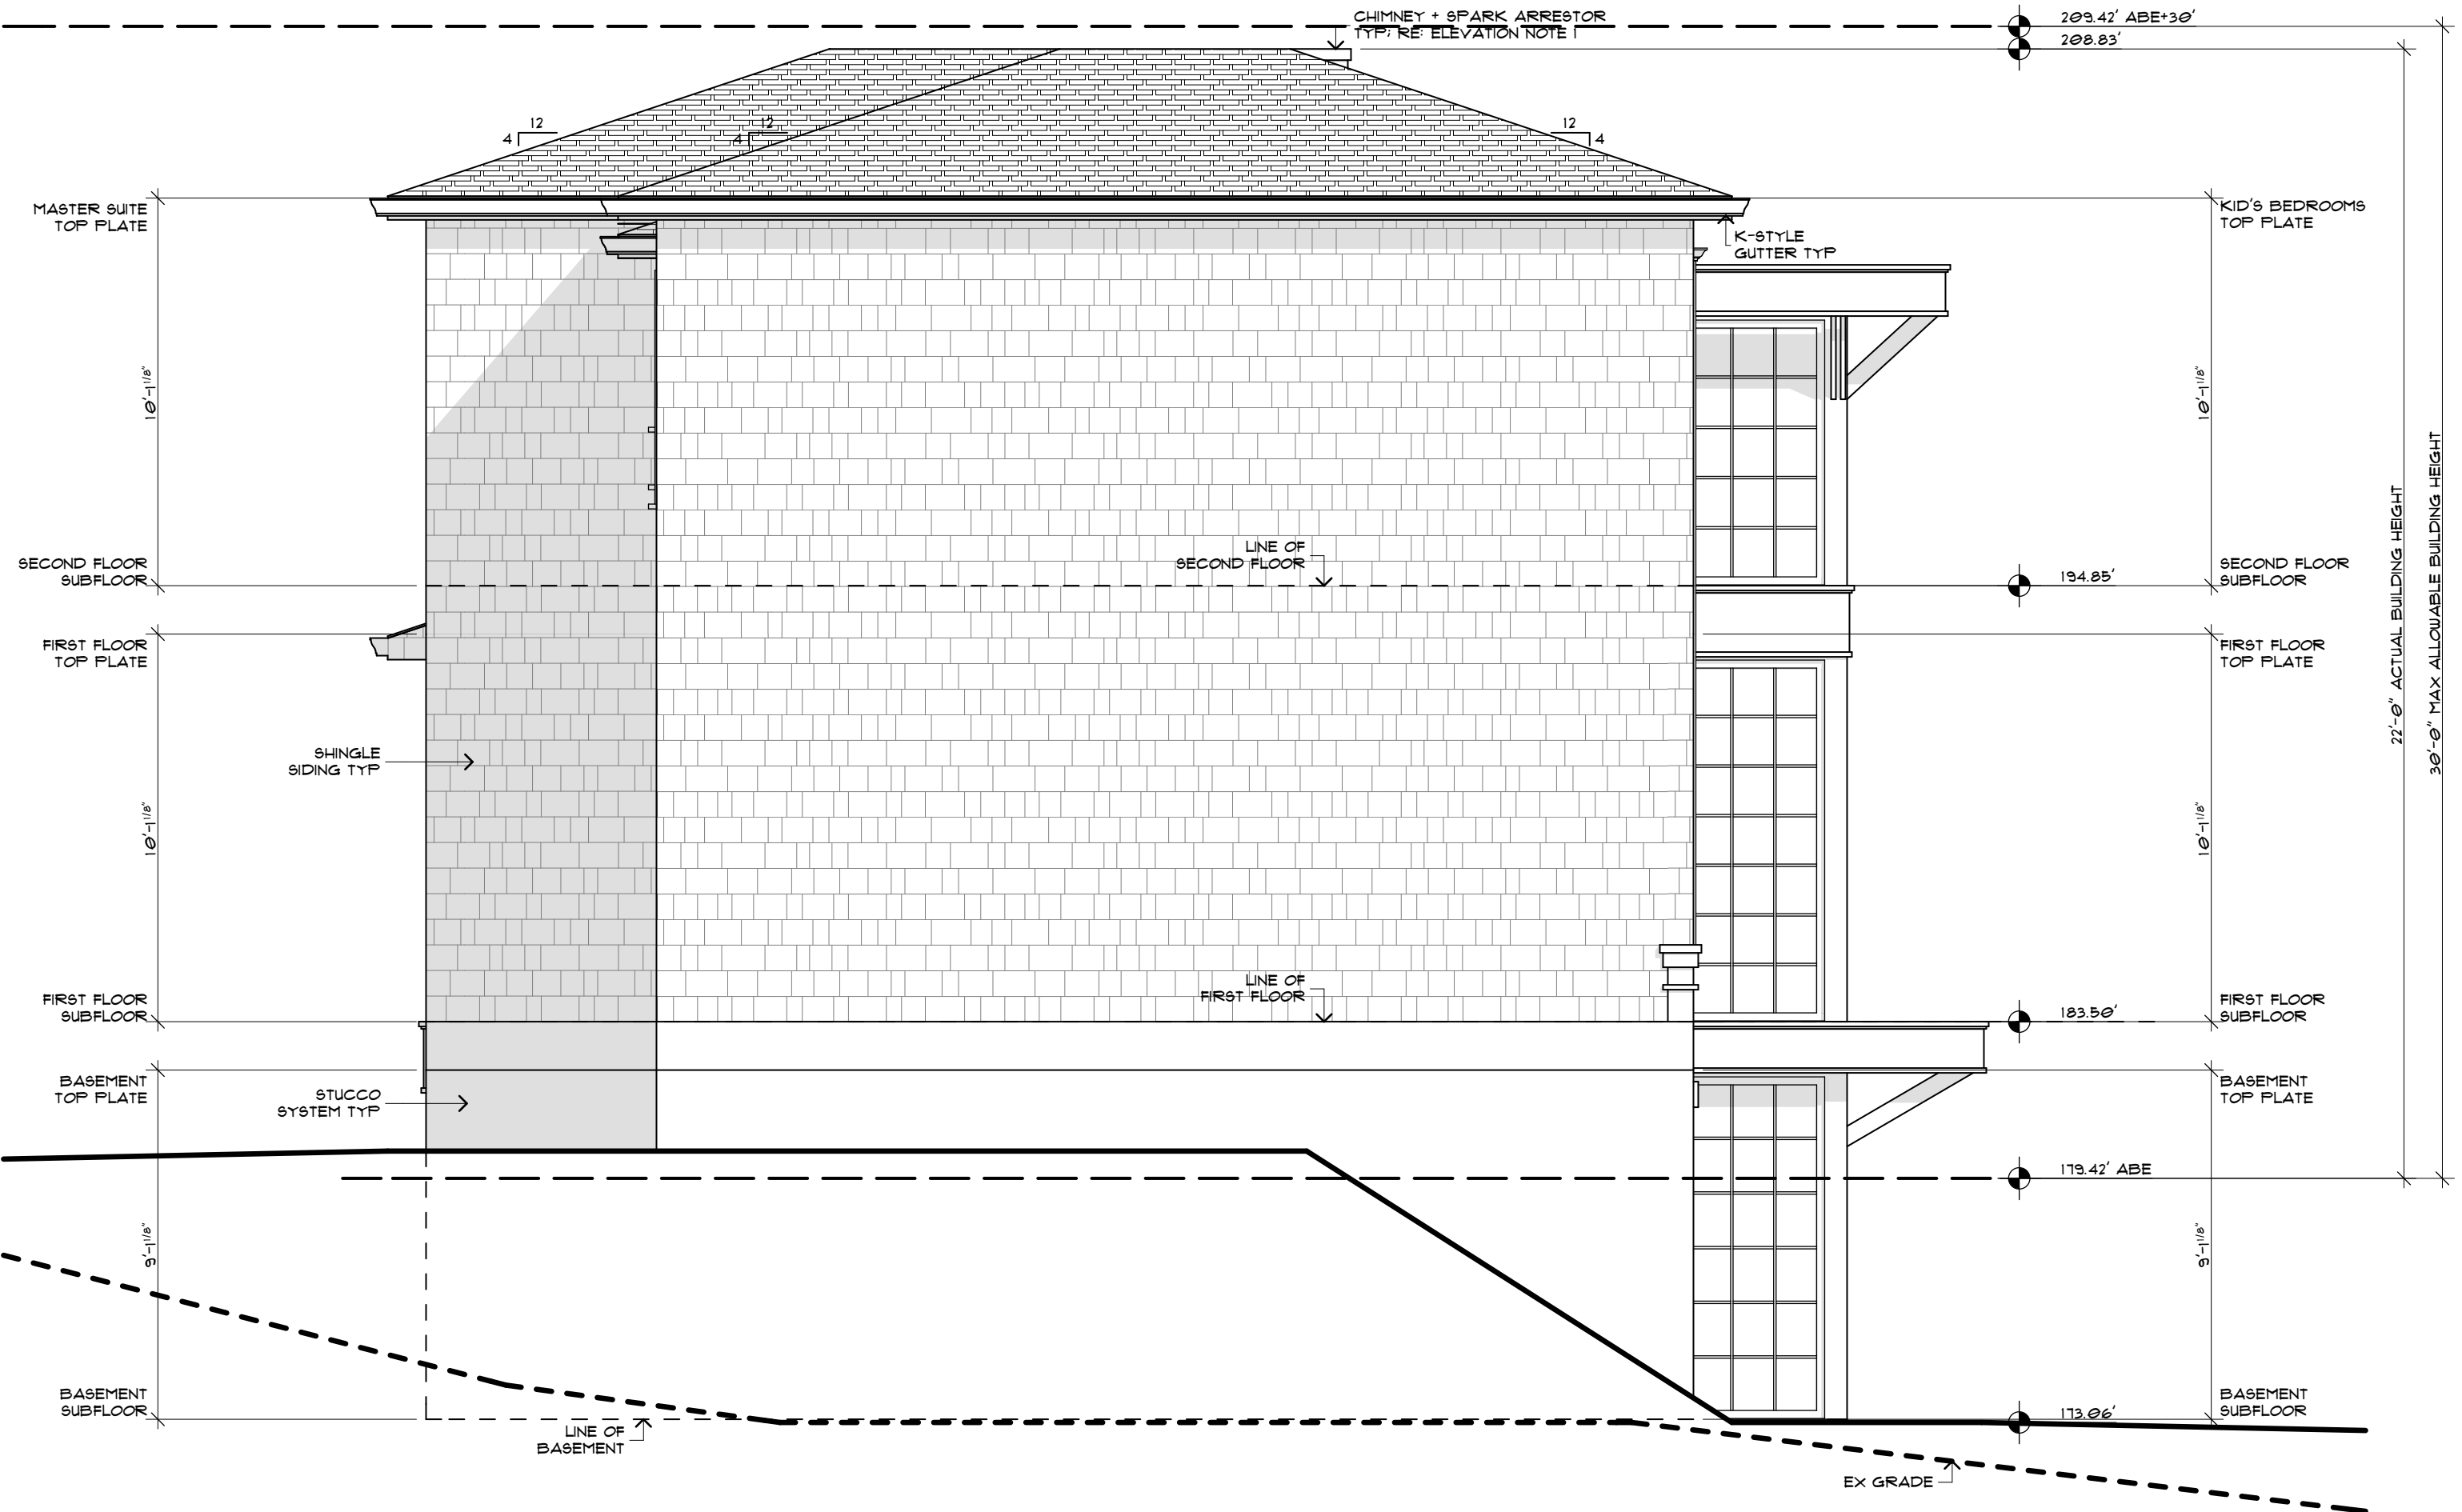 CHIMNEY + SPARK ARRESTOR
TYP; RE: ELEVATION NOTE 1
209.42' ABE+30'
208.83'
12
4
12
4
12
4
MASTER SUITE
TOP PLATE
KID'S BEDROOMS
TOP PLATE
K-STYLE
GUTTER TYP
10'-1 1/8"
10'-1 1/8"
22'-0" ACTUAL BUILDING HEIGHT
30'-0" MAX ALLOWABLE BUILDING HEIGHT
LINE OF
SECOND FLOOR
SECOND FLOOR
SUBFLOOR
194.85'
SECOND FLOOR
SUBFLOOR
FIRST FLOOR
TOP PLATE
FIRST FLOOR
TOP PLATE
SHINGLE
SIDING TYP
10'-1 1/8"
10'-1 1/8"
LINE OF
FIRST FLOOR
FIRST FLOOR
SUBFLOOR
183.50'
FIRST FLOOR
SUBFLOOR
BASEMENT
TOP PLATE
STUCCO
SYSTEM TYP
BASEMENT
TOP PLATE
179.42' ABE
9'-1 1/8"
9'-1 1/8"
BASEMENT
SUBFLOOR
LINE OF
BASEMENT
173.06'
BASEMENT
SUBFLOOR
EX GRADE